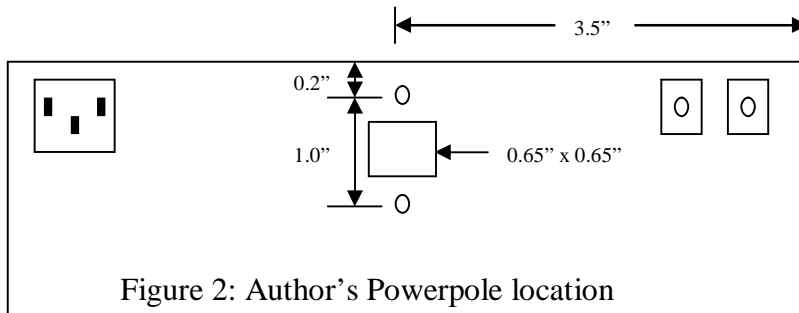 3.5”
0.2”
1.0”
0.65” x 0.65”
Figure 2: Author’s Powerpole location